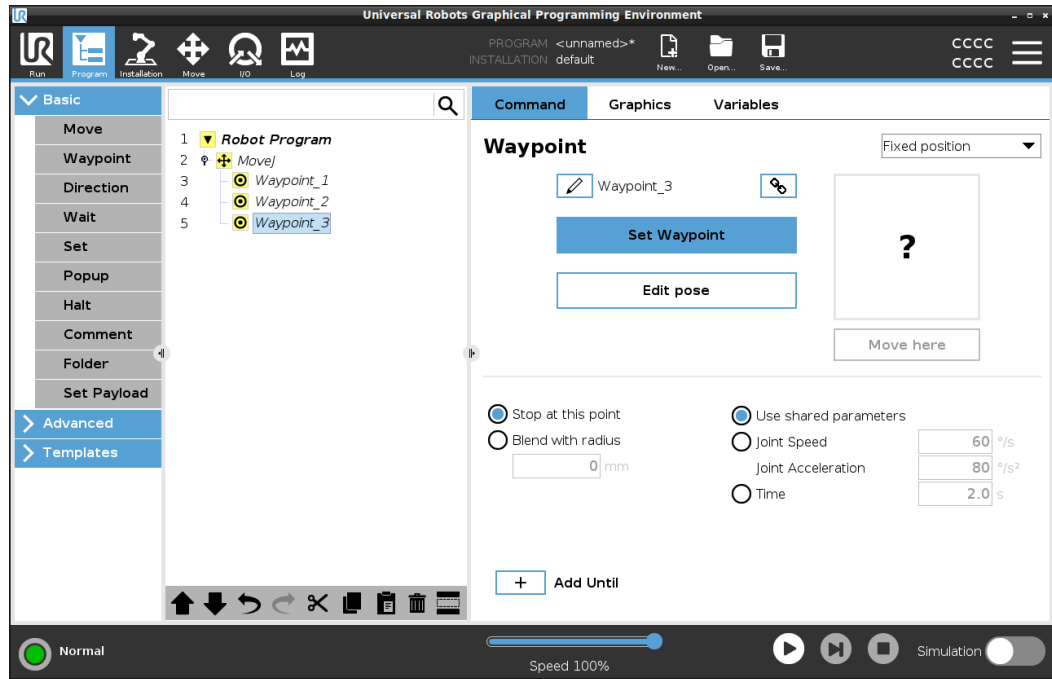 Universal Robots Graphical Programming Environment
Run
Program
Installation
Move
I/O
Log
PROGRAM <unnamed>*
INSTALLATION default
New...
Open...
Save...
CCCC
CCCC
Basic
Move
Waypoint
Direction
Wait
Set
Popup
Halt
Comment
Folder
Set Payload
Advanced
Templates
1 Robot Program
2 MoveJ
3 Waypoint_1
4 Waypoint_2
5 Waypoint_3
Command Graphics Variables
Waypoint
Fixed position
Waypoint_3
Set Waypoint
Edit pose
?
Move here
Stop at this point
Blend with radius
0 mm
Use shared parameters
Joint Speed 60 °/s
Joint Acceleration 80 °/s²
Time 2.0 s
+ Add Until
Normal
Speed 100%
Simulation